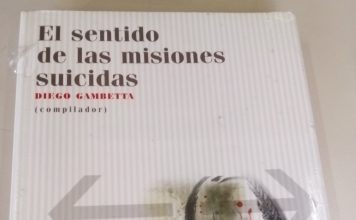 El sentido
de las misiones
suicidas
DIEGO GAMBETTA
(compilador)